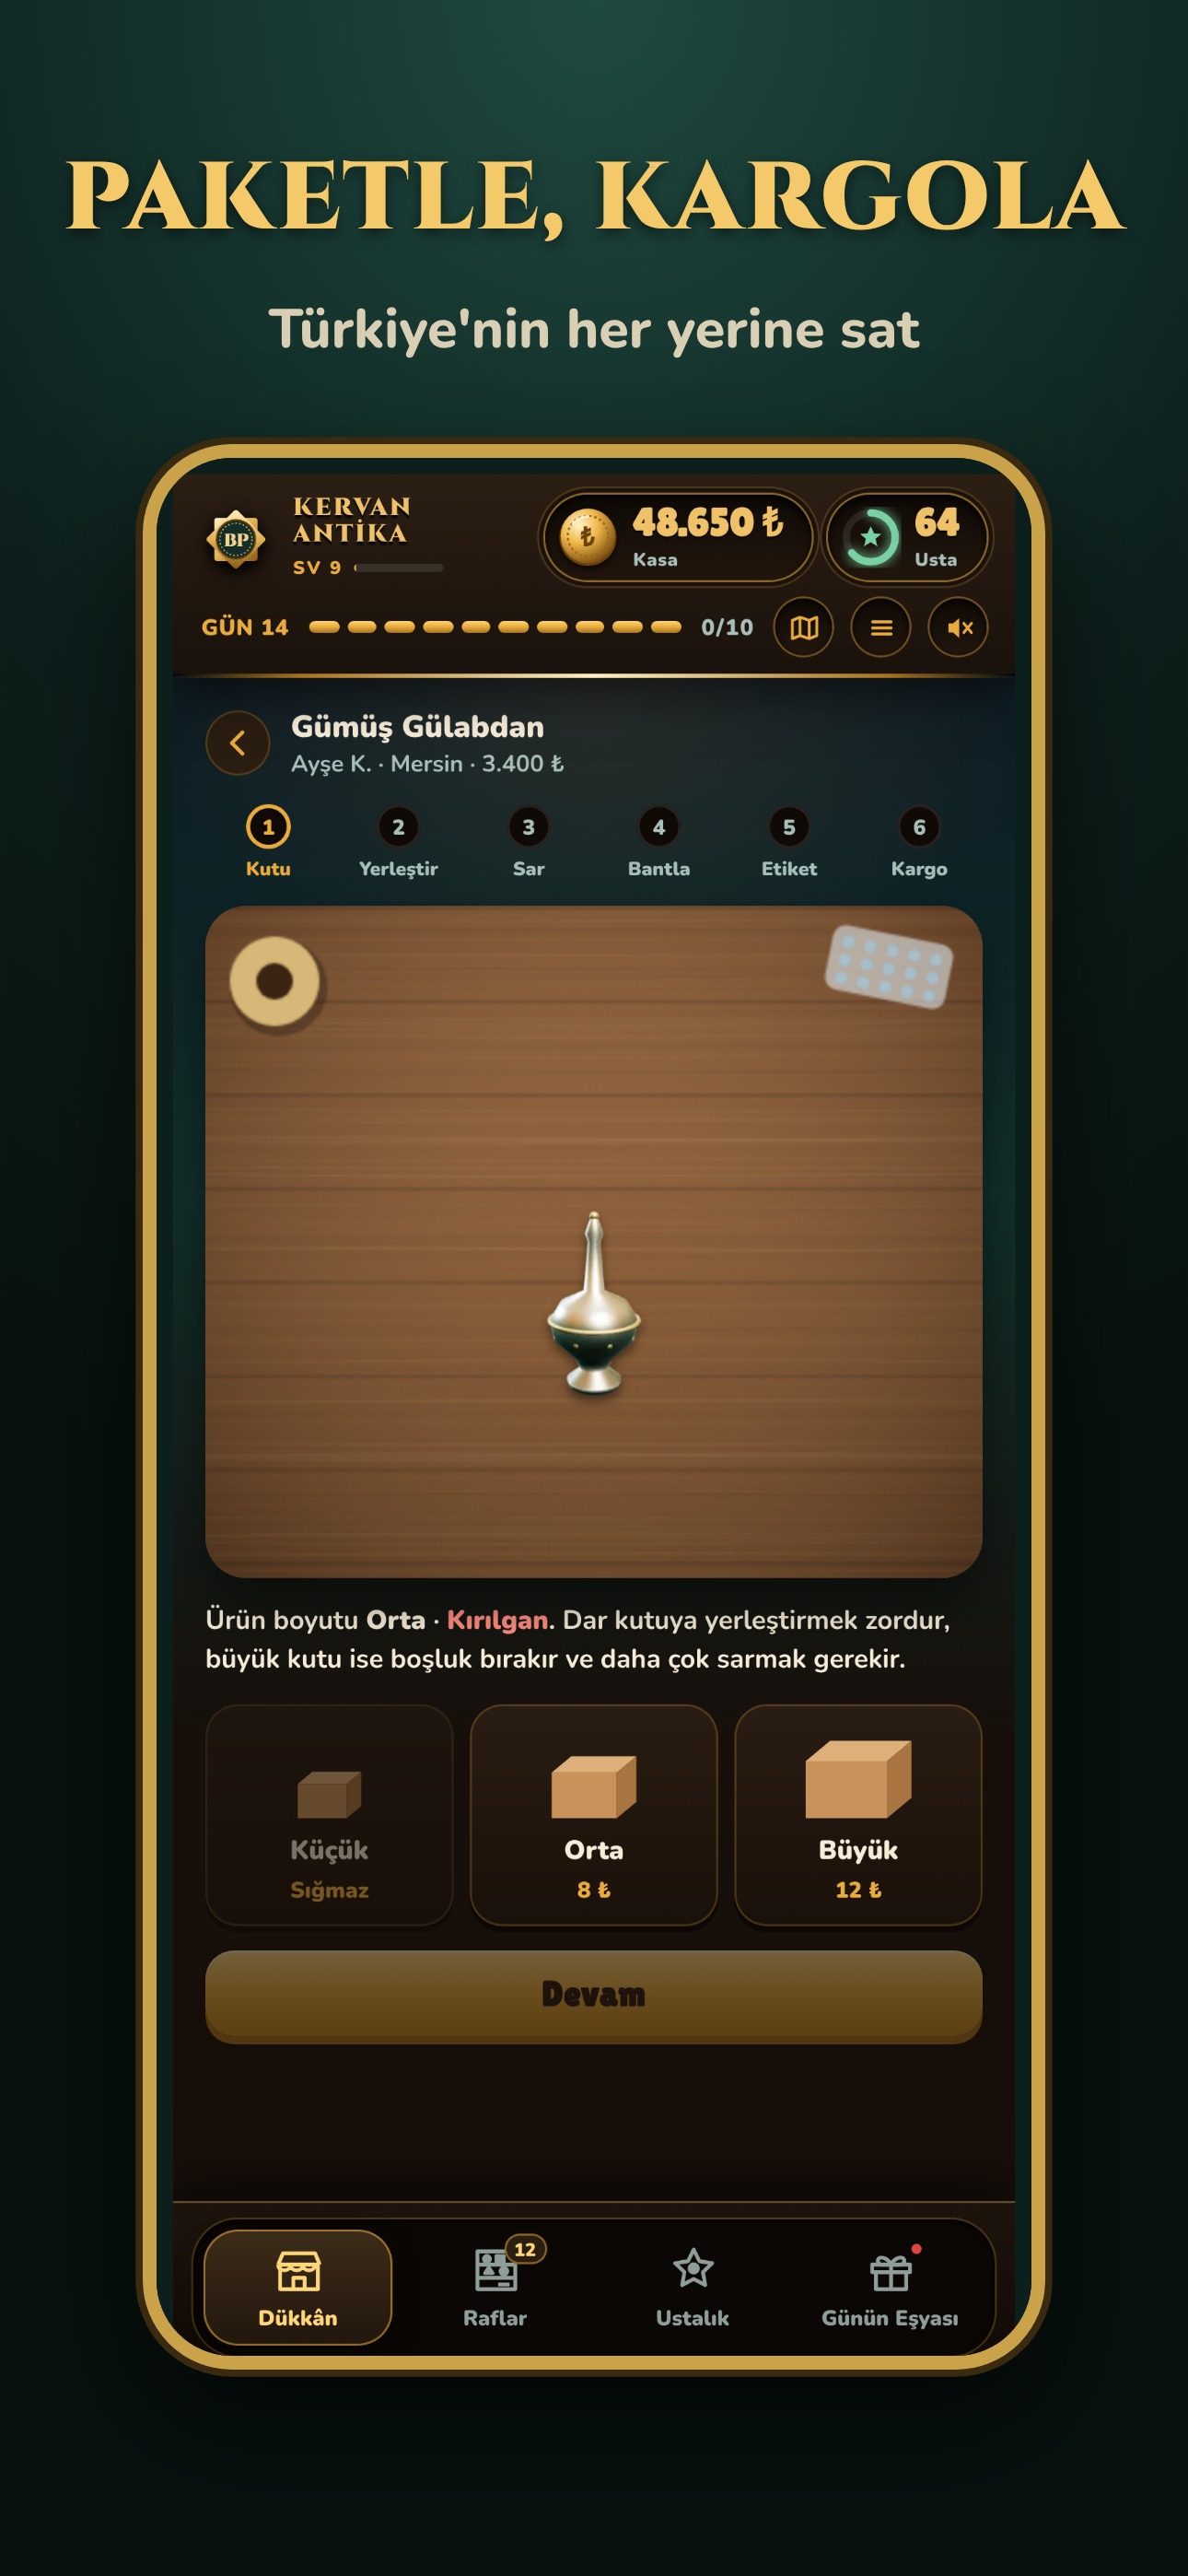 PAKETLE, KARGOLA
Türkiye'nin her yerine sat
BP
KERVAN
ANTİKA
SV 9
48.650 ₺
Kasa
64
Usta
GÜN 14
0/10
Gümüş Gülabdan
Ayşe K. · Mersin · 3.400 ₺
1 2 3 4 5 6
Kutu Yerleştir Sar Bantla Etiket Kargo
Ürün boyutu Orta · Kırılgan. Dar kutuya yerleştirmek zordur,
büyük kutu ise boşluk bırakır ve daha çok sarmak gerekir.
Küçük Orta Büyük
Sığmaz 8 ₺ 12 ₺
Devam
12
Dükkân Raflar Ustalık Günün Eşyası